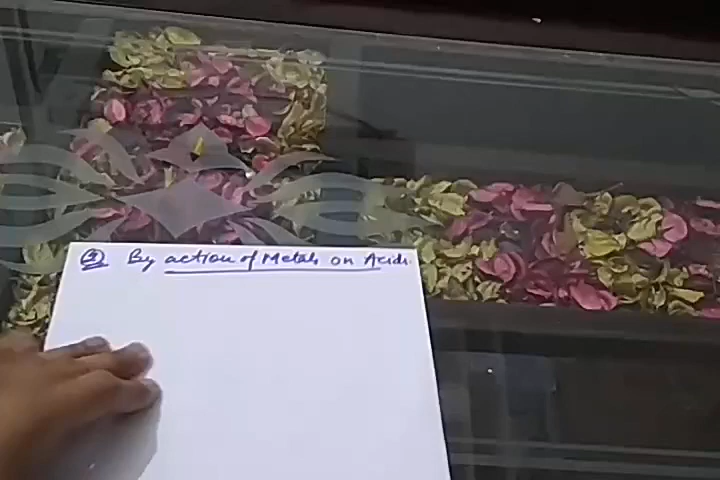 ② By action of Metals on Acids.